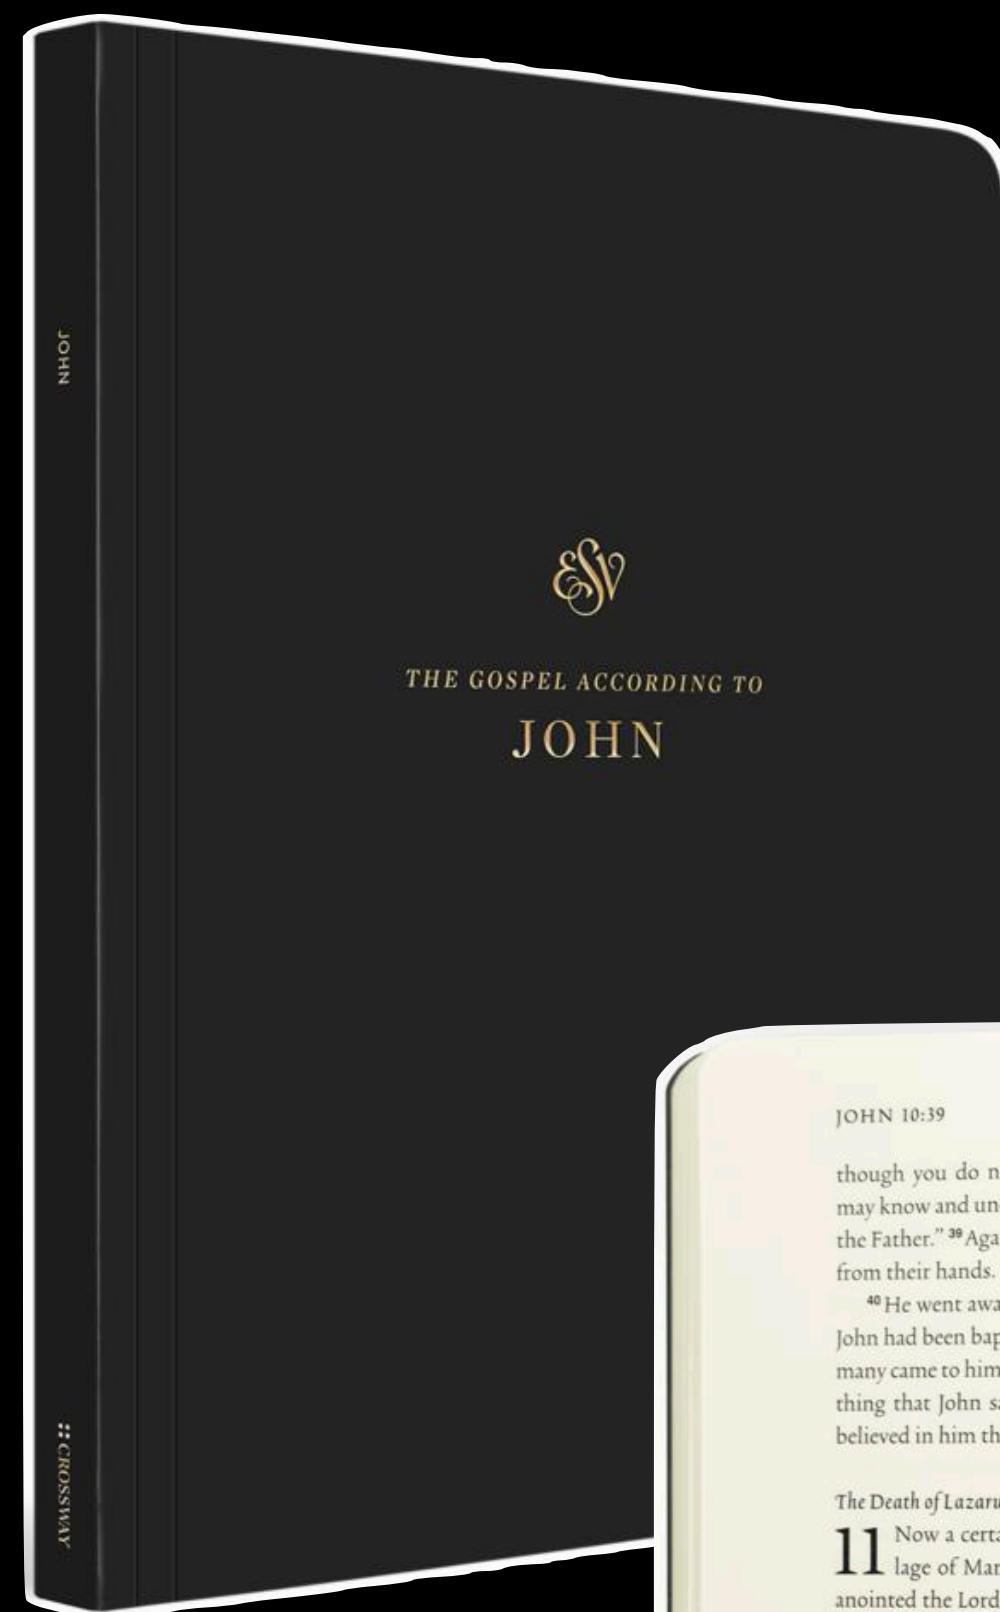 JOHN
ESV
THE GOSPEL ACCORDING TO
JOHN
CROSSWAY
JOHN 10:39
though you do n
may know and un
the Father.” 39 Aga
from their hands.
40 He went awa
John had been bap
many came to him
thing that John sa
believed in him th
The Death of Lazaru
11 Now a certa
lage of Mar
anointed the Lord